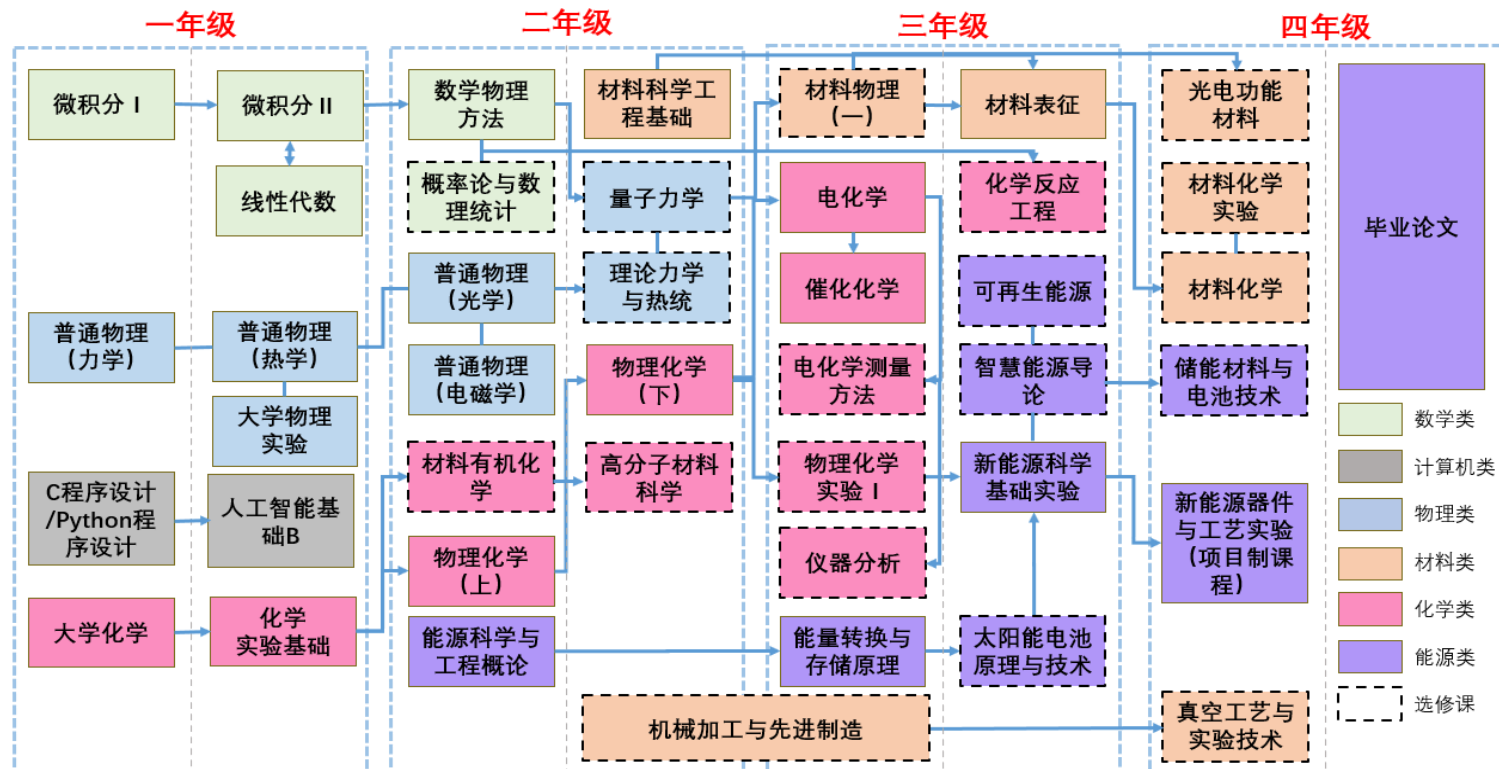 一年级
二年级
三年级
四年级
微积分 I
微积分 II
线性代数
普通物理
（力学）
普通物理
（热学）
大学物理
实验
C程序设计
/Python程
序设计
人工智能基
础B
大学化学
化学
实验基础
数学物理
方法
材料科学工
程基础
概率论与数
理统计
量子力学
普通物理
（光学）
理论力学
与热统
普通物理
（电磁学）
物理化学
（下）
材料有机化
学
高分子材料
科学
物理化学
（上）
能源科学与
工程概论
机械加工与先进制造
材料物理
（一）
材料表征
电化学
化学反应
工程
催化化学
可再生能源
电化学测量
方法
智慧能源导
论
物理化学
实验 I
新能源科学
基础实验
仪器分析
能量转换与
存储原理
太阳能电池
原理与技术
光电功能
材料
材料化学
实验
材料化学
储能材料与
电池技术
新能源器件
与工艺实验
（项目制课
程）
真空工艺与
实验技术
毕业论文
数学类
计算机类
物理类
材料类
化学类
能源类
选修课